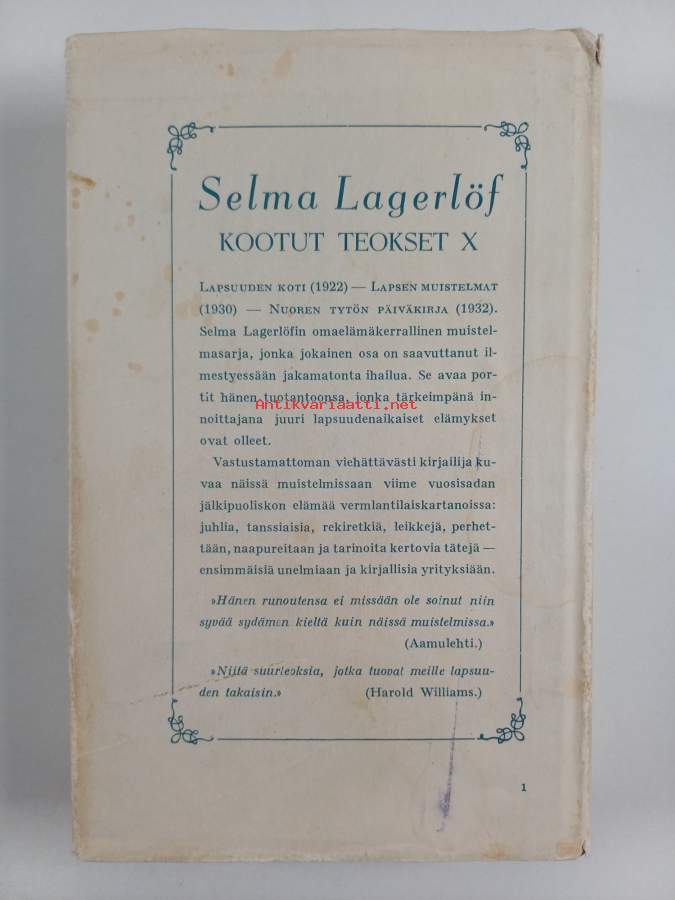 Selma Lagerlöf
KOOTUT TEOKSET X
LAPSUUDEN KOTI (1922) — LAPSEN MUISTELMAT
(1930) — NUOREN TYTÖN PÄIVÄKIRJA (1932).
Selma Lagerlöfin omaelämäkerrallinen muistel-
masarja, jonka jokainen osa on saavuttanut il-
mestyessään jakamatonta ihailua. Se avaa por-
tit hänen tuotantoonsa, jonka tärkeimpänä in-
Antikvariaatti.net
noittajana juuri lapsuudenaikaiset elämykset
ovat olleet.
Vastustamattoman viehättävästi kirjailija ku-
vaa näissä muistelmissaan viime vuosisadan
jälkipuoliskon elämää vermlantilaiskartanoissa:
juhlia, tanssiaisia, rekiretkiä, leikkejä, perhet-
tään, naapureitaan ja tarinoita kertovia tätejä —
ensimmäisiä unelmiaan ja kirjallisia yrityksiään.
»Hänen runoutensa ei missään ole soinut niin
syvää sydämen kieltä kuin näissä muistelmissa.»
(Aamulehti.)
»Niitä suurteoksia, jotka tuovat meille lapsuu-
den takaisin.» (Harold Williams.)
1